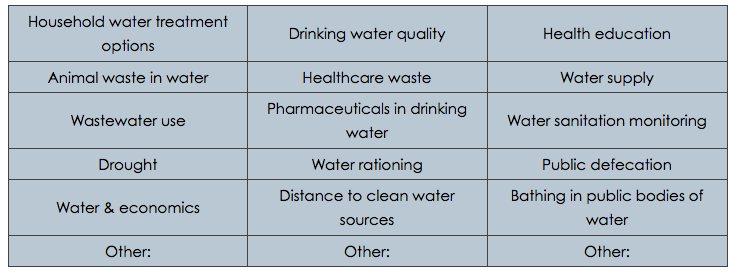 Household water treatment
options
Drinking water quality
Health education
Animal waste in water
Healthcare waste
Water supply
Wastewater use
Pharmaceuticals in drinking
water
Water sanitation monitoring
Drought
Water rationing
Public defecation
Water & economics
Distance to clean water
sources
Bathing in public bodies of
water
Other:
Other:
Other: